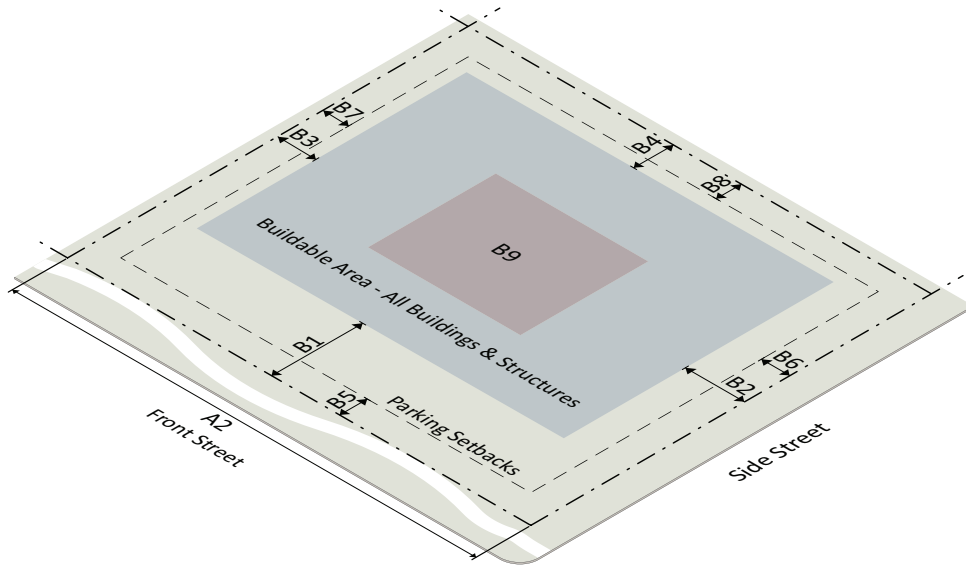 B7
B3
B4
B8
B9
Buildable Area - All Buildings & Structures
B1
B6
B2
B5
Parking Setbacks
A2
Front Street
Side Street